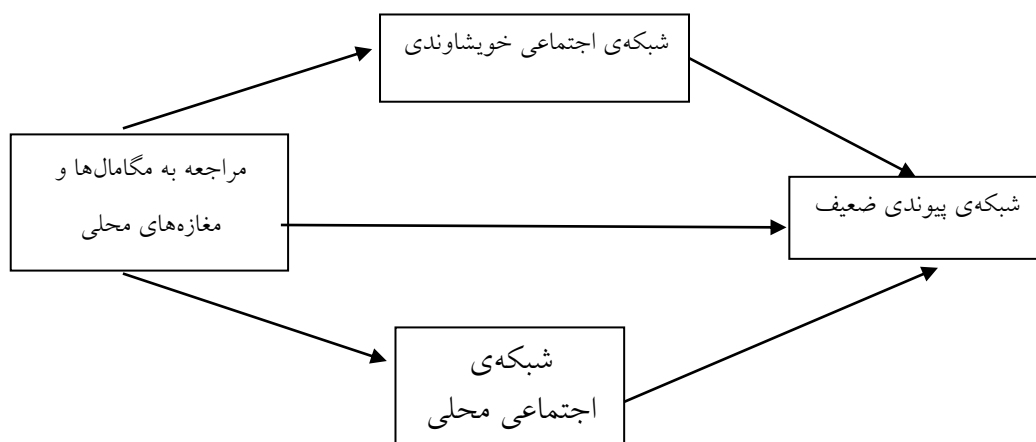 شبکه‌ی اجتماعی خویشاوندی
مراجعه به مگامال‌ها و
مغازه‌های محلی
شبکه‌ی پیوندی ضعیف
شبکه‌ی
اجتماعی محلی